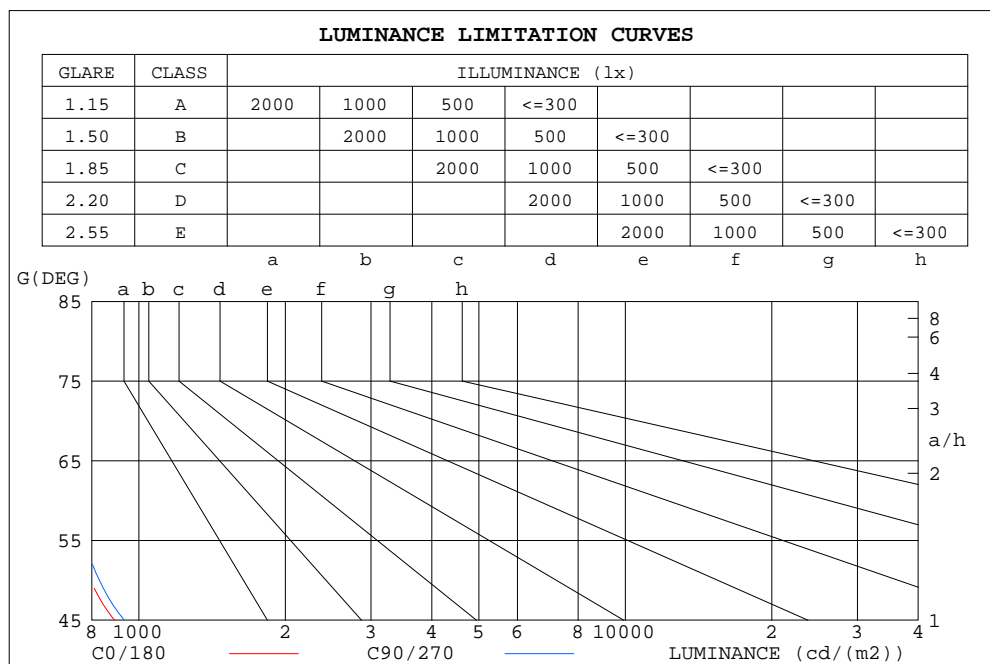 LUMINANCE LIMITATION CURVES
GLARE CLASS ILLUMINANCE (lx)
1.15 A 2000 1000 500 <=300
1.50 B 2000 1000 500 <=300
1.85 C 2000 1000 500 <=300
2.20 D 2000 1000 500 <=300
2.55 E 2000 1000 500 <=300
a b c d e f g h
G(DEG)
a b c d e f g h
85
8
6
75
4
3
a/h
65
2
55
45 1
8 1000 2 3 4 5 6 8 10000 2 3 4
C0/180 C90/270 LUMINANCE (cd/(m2))